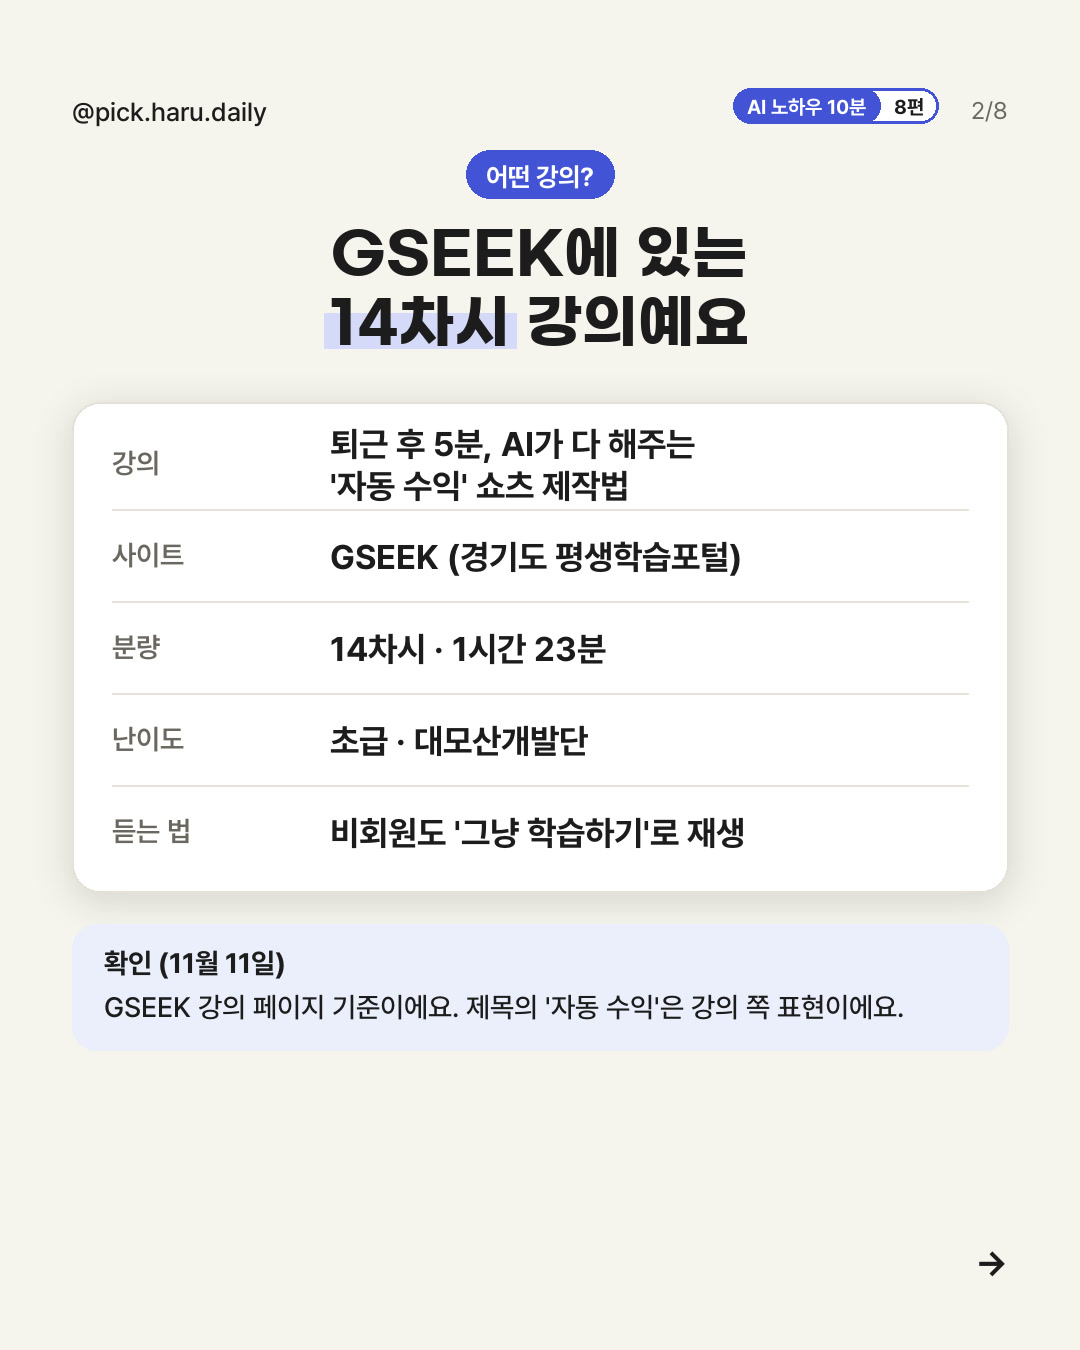 @pick.haru.daily
AI 노하우 10분 8편
2/8
어떤 강의?
GSEEK에 있는
14차시 강의예요
강의
퇴근 후 5분, AI가 다 해주는
'자동 수익' 쇼츠 제작법
사이트
GSEEK (경기도 평생학습포털)
분량
14차시 · 1시간 23분
난이도
초급 · 대모산개발단
듣는 법
비회원도 '그냥 학습하기'로 재생
확인 (11월 11일)
GSEEK 강의 페이지 기준이에요. 제목의 '자동 수익'은 강의 쪽 표현이에요.
→